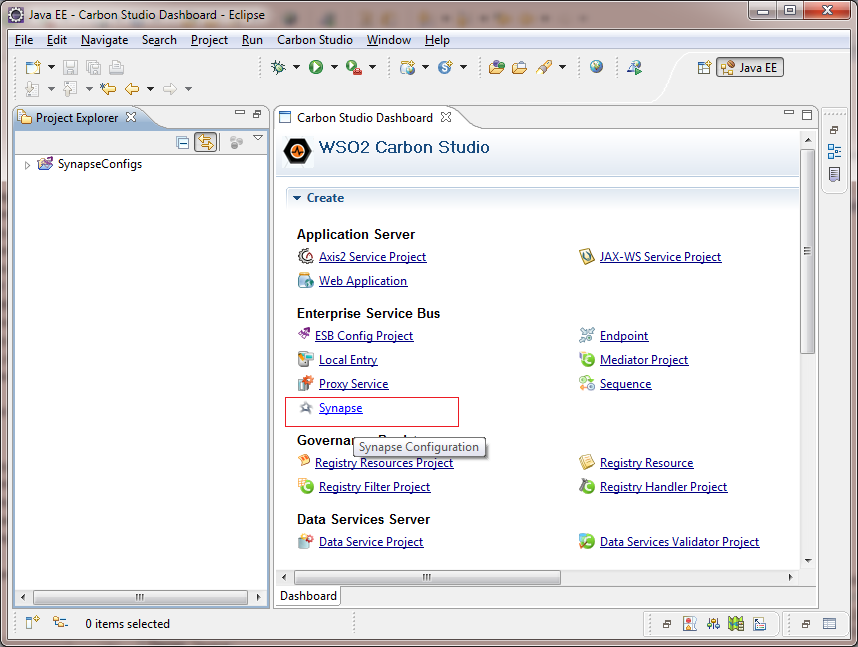 Java EE - Carbon Studio Dashboard - Eclipse
File Edit Navigate Search Project Run Carbon Studio Window Help
Java EE
Project Explorer
SynapseConfigs
Carbon Studio Dashboard
WSO2 Carbon Studio
Create
Application Server
Axis2 Service Project
JAX-WS Service Project
Web Application
Enterprise Service Bus
ESB Config Project
Endpoint
Local Entry
Mediator Project
Proxy Service
Sequence
Synapse
Synapse Configuration
Registry Resources Project
Registry Resource
Registry Filter Project
Registry Handler Project
Data Services Server
Data Service Project
Data Services Validator Project
Dashboard
0 items selected